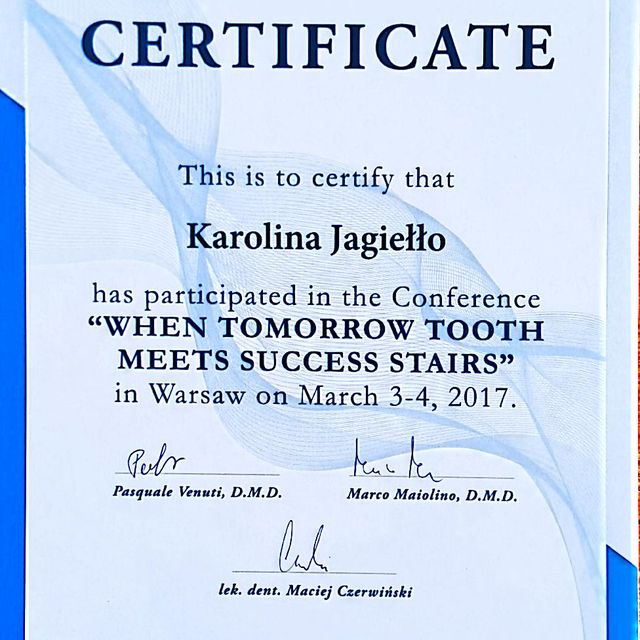 CERTIFICATE
This is to certify that
Karolina Jagiełło
has participated in the Conference
“WHEN TOMORROW TOOTH
MEETS SUCCESS STAIRS”
in Warsaw on March 3-4, 2017.
Pasquale Venuti, D.M.D.
Marco Maiolino, D.M.D.
lek. dent. Maciej Czerwiński